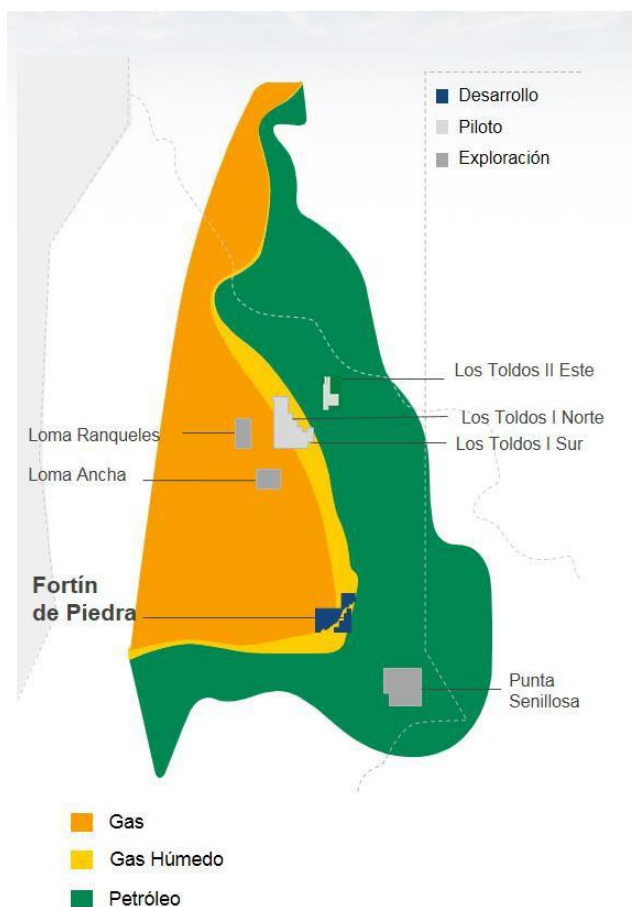 Desarrollo
Piloto
Exploración
Los Toldos II Este
Los Toldos I Norte
Los Toldos I Sur
Loma Ranqueles
Loma Ancha
Fortín
de Piedra
Punta
Senillosa
Gas
Gas Húmedo
Petróleo